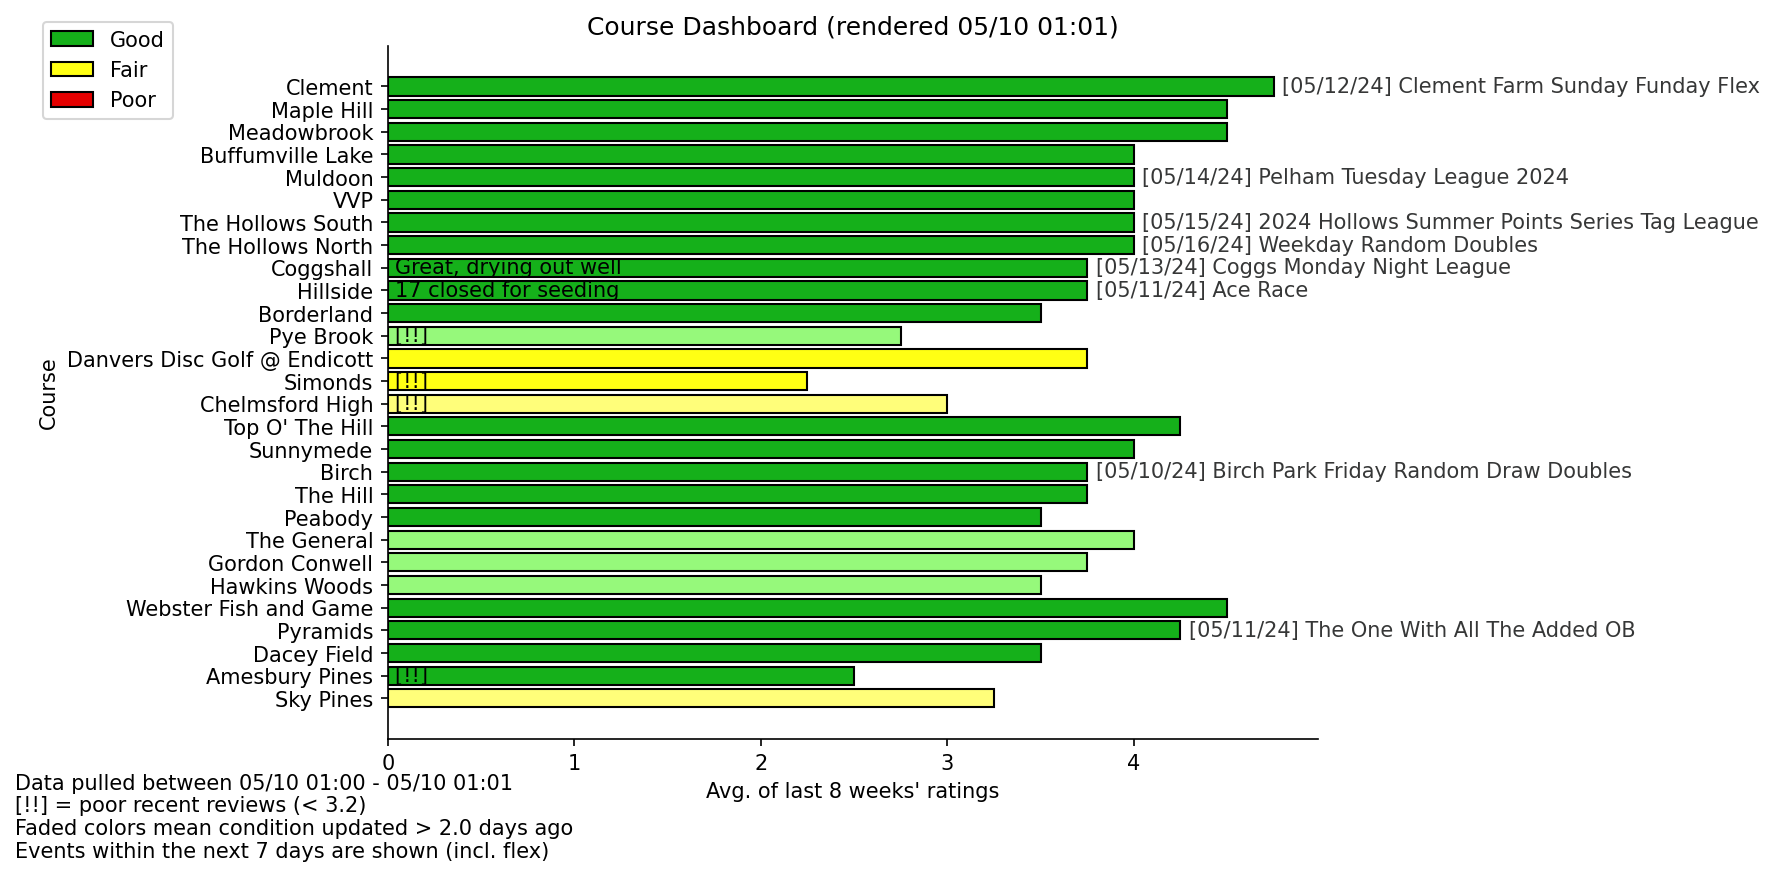 Course Dashboard (rendered 05/10 01:01)
Good
Fair
Poor
Clement [05/12/24] Clement Farm Sunday Funday Flex
Maple Hill
Meadowbrook
Buffumville Lake
Muldoon [05/14/24] Pelham Tuesday League 2024
VVP
The Hollows South [05/15/24] 2024 Hollows Summer Points Series Tag League
The Hollows North [05/16/24] Weekday Random Doubles
Coggshall Great, drying out well [05/13/24] Coggs Monday Night League
Hillside 17 closed for seeding [05/11/24] Ace Race
Borderland
Pye Brook [!!]
Danvers Disc Golf @ Endicott
Simonds [!!]
Chelmsford High [!!]
Top O' The Hill
Sunnymede
Birch [05/10/24] Birch Park Friday Random Draw Doubles
The Hill
Peabody
The General
Gordon Conwell
Hawkins Woods
Webster Fish and Game
Pyramids [05/11/24] The One With All The Added OB
Dacey Field
Amesbury Pines [!!]
Sky Pines
Course
0 1 2 3 4
Avg. of last 8 weeks' ratings
Data pulled between 05/10 01:00 - 05/10 01:01
[!!] = poor recent reviews (< 3.2)
Faded colors mean condition updated > 2.0 days ago
Events within the next 7 days are shown (incl. flex)